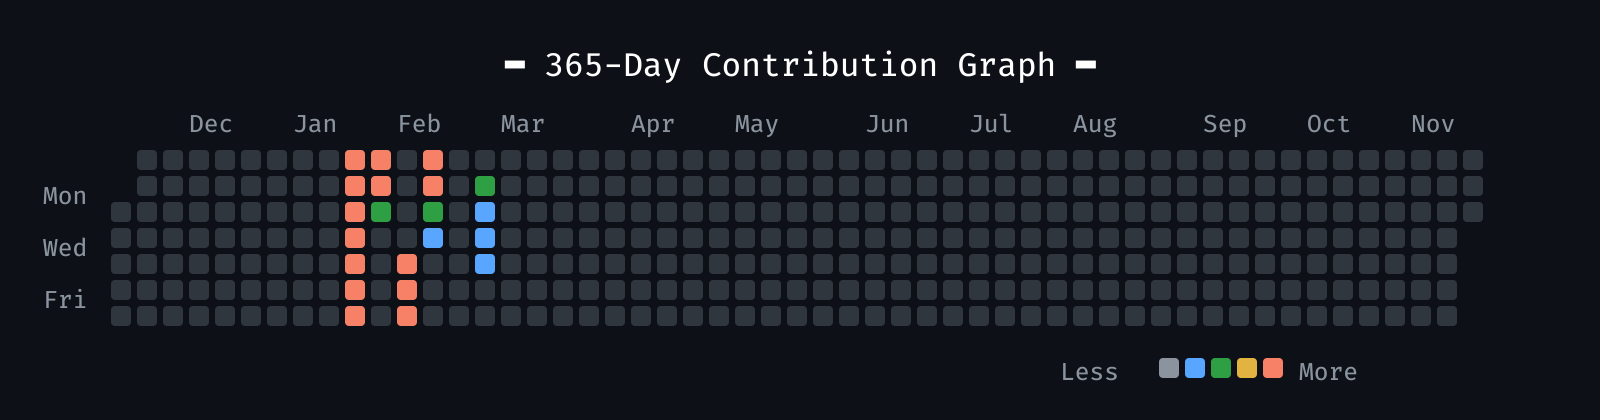 ━ 365-Day Contribution Graph ━
Dec Jan Feb Mar Apr May Jun Jul Aug Sep Oct Nov
Mon
Wed
Fri
Less More